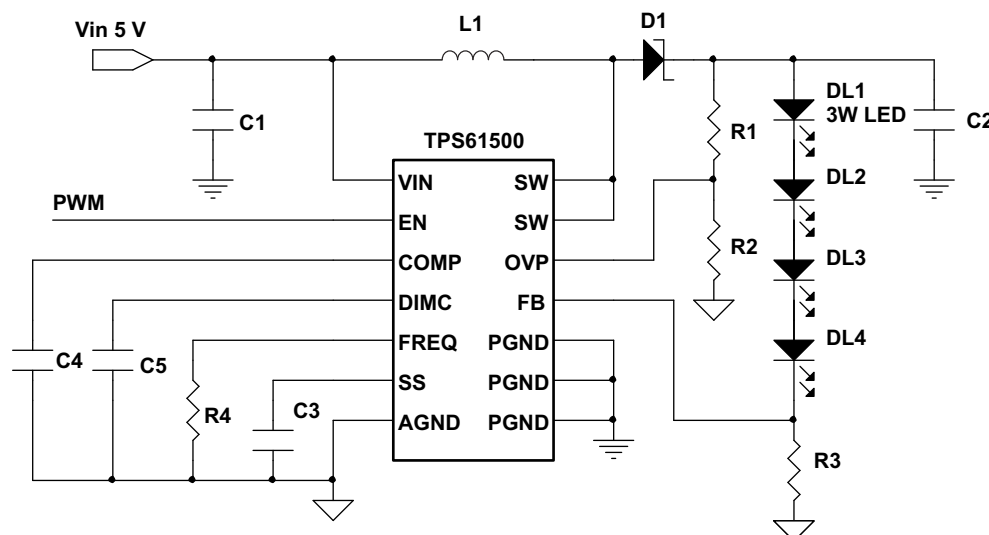 Vin 5 V
L1
D1
C1
R1
DL1
3W LED
C2
TPS61500
VIN
SW
PWM
EN
SW
DL2
R2
COMP
OVP
DL3
DIMC
FB
C4
C5
FREQ
PGND
DL4
R4
SS
PGND
C3
AGND
PGND
R3